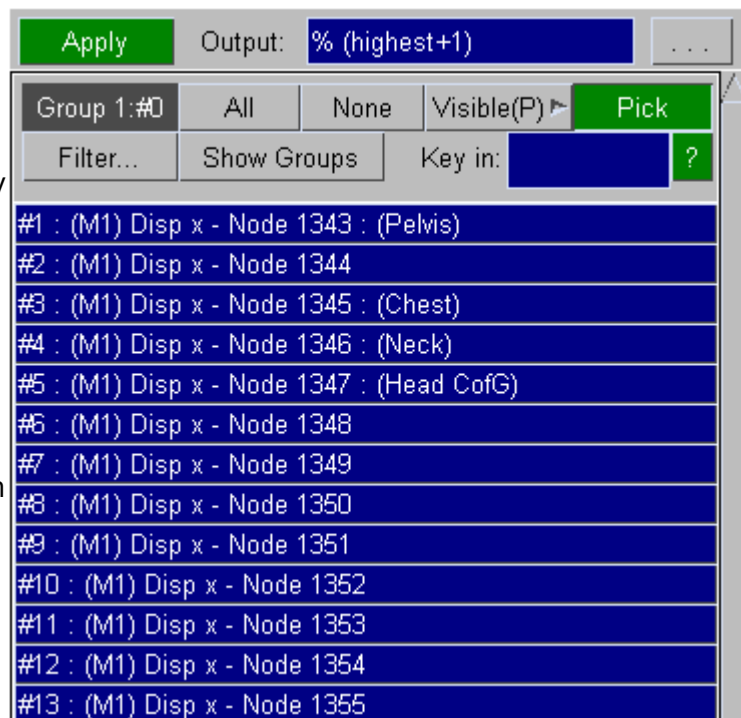 Apply Output: % (highest+1) ...
Group 1:#0 All None Visible(P) Pick
Filter... Show Groups Key in: ?
#1 : (M1) Disp x - Node 1343 : (Pelvis)
#2 : (M1) Disp x - Node 1344
#3 : (M1) Disp x - Node 1345 : (Chest)
#4 : (M1) Disp x - Node 1346 : (Neck)
#5 : (M1) Disp x - Node 1347 : (Head CofG)
#6 : (M1) Disp x - Node 1348
#7 : (M1) Disp x - Node 1349
#8 : (M1) Disp x - Node 1350
#9 : (M1) Disp x - Node 1351
#10 : (M1) Disp x - Node 1352
#11 : (M1) Disp x - Node 1353
#12 : (M1) Disp x - Node 1354
#13 : (M1) Disp x - Node 1355